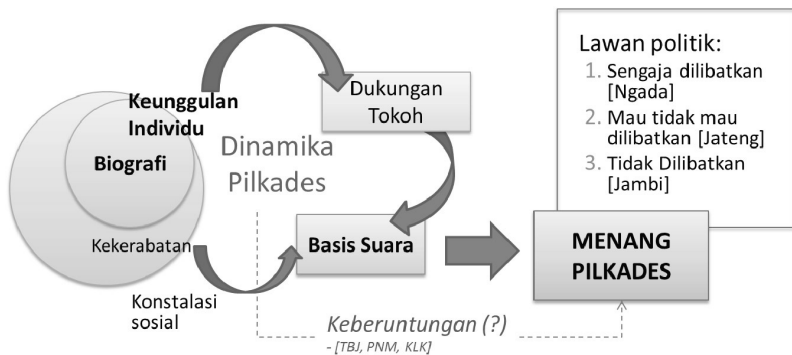 Keunggulan
Individu
Biografi
Kekerabatan
Konstalasi
sosial
Dinamika
Pilkades
Dukungan
Tokoh
Basis Suara
Keberuntungan (?)
- [TBJ, PNM, KLK]
Lawan politik:
1. Sengaja dilibatkan
[Ngada]
2. Mau tidak mau
dilibatkan [Jateng]
3. Tidak Dilibatkan
[Jambi]
MENANG
PILKADES